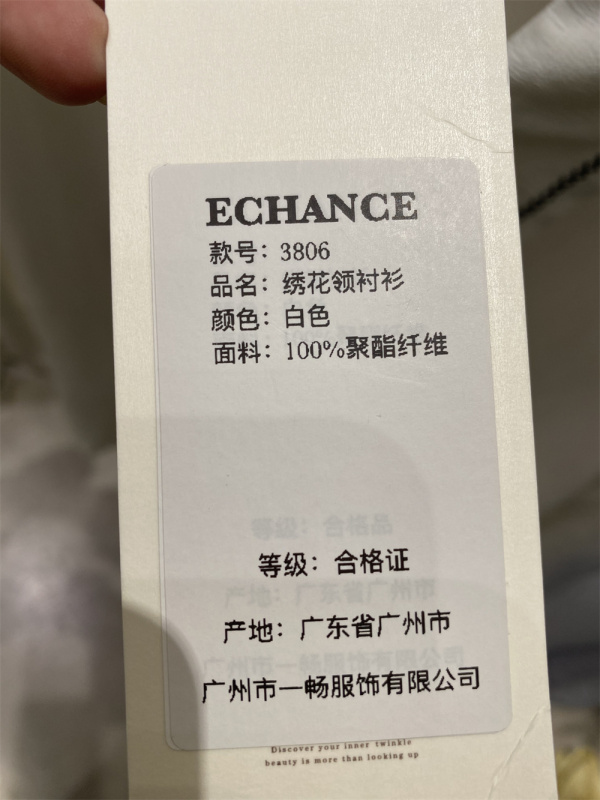 ECHANCE
款号：3806
品名：绣花领衬衫
颜色：白色
面料：100%聚酯纤维
等级：合格品
等级：合格证
产地：广东省广州市
产地：广东省广州市
广州市一畅服饰有限公司
广州市一畅服饰有限公司
Discover your inner twinkle
beauty is more than looking up